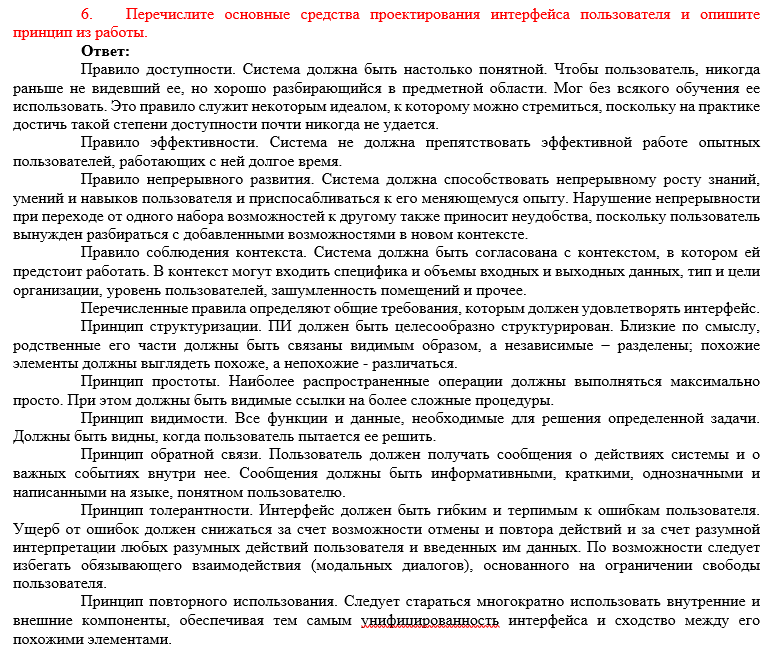 6. Перечислите основные средства проектирования интерфейса пользователя и опишите
принцип из работы.
Ответ:
Правило доступности. Система должна быть настолько понятной. Чтобы пользователь, никогда
раньше не видевший ее, но хорошо разбирающийся в предметной области. Мог без всякого обучения ее
использовать. Это правило служит некоторым идеалом, к которому можно стремиться, поскольку на практике
достичь такой степени доступности почти никогда не удается.
Правило эффективности. Система не должна препятствовать эффективной работе опытных
пользователей, работающих с ней долгое время.
Правило непрерывного развития. Система должна способствовать непрерывному росту знаний,
умений и навыков пользователя и приспосабливаться к его меняющемуся опыту. Нарушение непрерывности
при переходе от одного набора возможностей к другому также приносит неудобства, поскольку пользователь
вынужден разбираться с добавленными возможностями в новом контексте.
Правило соблюдения контекста. Система должна быть согласована с контекстом, в котором ей
предстоит работать. В контекст могут входить специфика и объемы входных и выходных данных, тип и цели
организации, уровень пользователей, зашумленность помещений и прочее.
Перечисленные правила определяют общие требования, которым должен удовлетворять интерфейс.
Принцип структуризации. ПИ должен быть целесообразно структурирован. Близкие по смыслу,
родственные его части должны быть связаны видимым образом, а независимые – разделены; похожие
элементы должны выглядеть похоже, а непохожие - различаться.
Принцип простоты. Наиболее распространенные операции должны выполняться максимально
просто. При этом должны быть видимые ссылки на более сложные процедуры.
Принцип видимости. Все функции и данные, необходимые для решения определенной задачи.
Должны быть видны, когда пользователь пытается ее решить.
Принцип обратной связи. Пользователь должен получать сообщения о действиях системы и о
важных событиях внутри нее. Сообщения должны быть информативными, краткими, однозначными и
написанными на языке, понятном пользователю.
Принцип толерантности. Интерфейс должен быть гибким и терпимым к ошибкам пользователя.
Ущерб от ошибок должен снижаться за счет возможности отмены и повтора действий и за счет разумной
интерпретации любых разумных действий пользователя и введенных им данных. По возможности следует
избегать обязывающего взаимодействия (модальных диалогов), основанного на ограничении свободы
пользователя.
Принцип повторного использования. Следует стараться многократно использовать внутренние и
внешние компоненты, обеспечивая тем самым унифицированность интерфейса и сходство между его
похожими элементами.